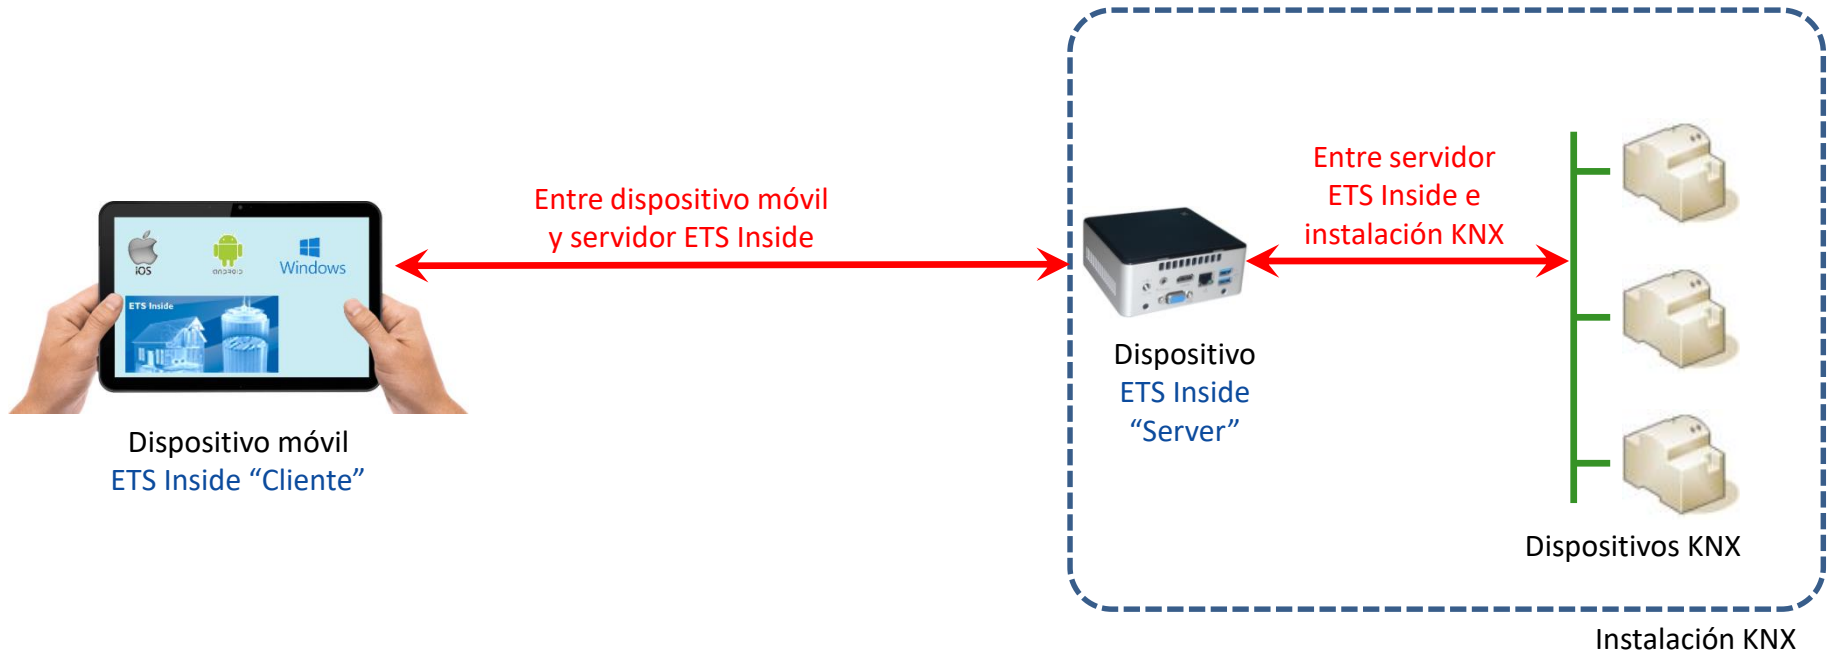 iOS
ANDROID
Windows
ETS Inside
Dispositivo móvil
ETS Inside “Cliente”
Entre dispositivo móvil
y servidor ETS Inside
Dispositivo
ETS Inside
“Server”
Entre servidor
ETS Inside e
instalación KNX
Dispositivos KNX
Instalación KNX